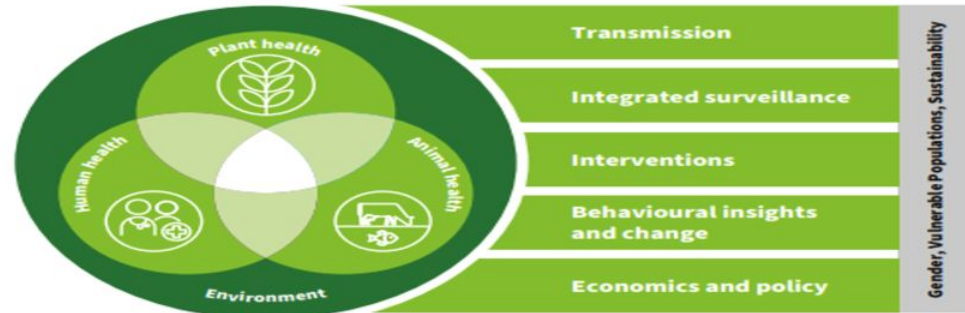 Plant health
Human health
Animal health
Environment
Transmission
Integrated surveillance
Interventions
Behavioural insights
and change
Economics and policy
Gender, Vulnerable Populations, Sustainability